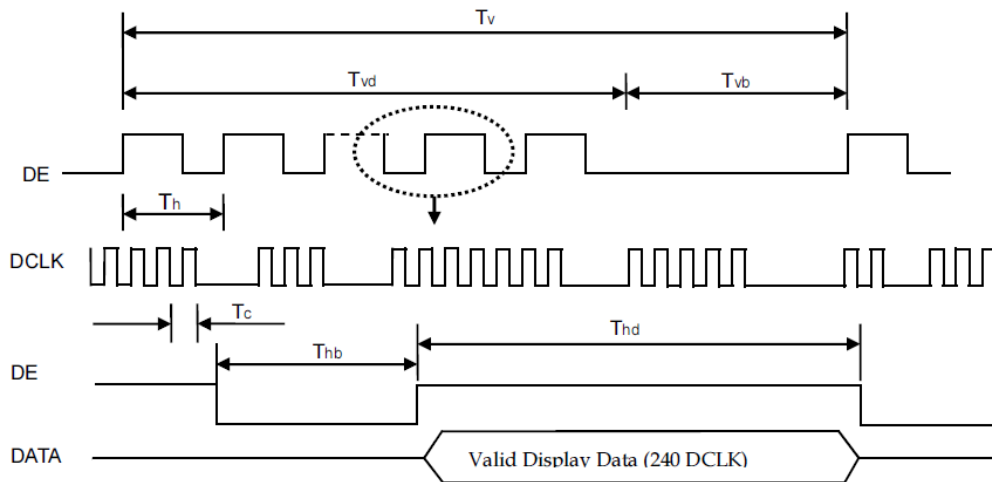 Tv
Tvd Tvb
DE
Th
DCLK
Tc
Thb Thd
DE
DATA Valid Display Data (240 DCLK)